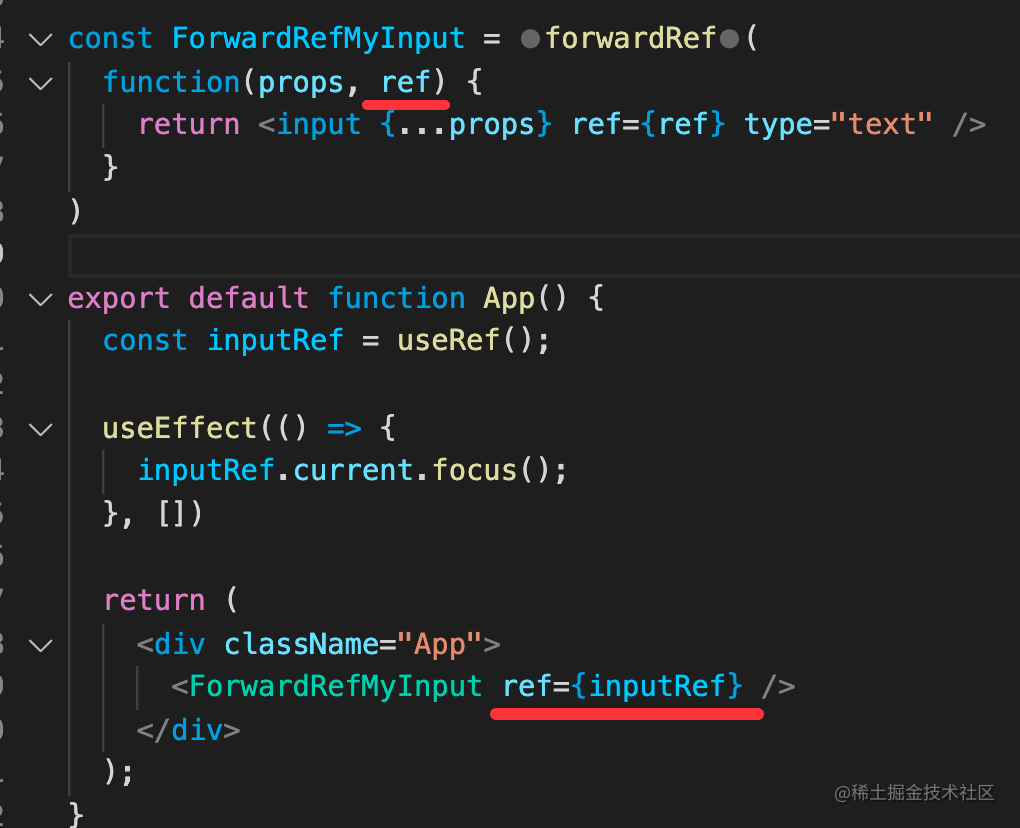 const ForwardRefMyInput = forwardRef(
function(props, ref) {
return <input {...props} ref={ref} type="text" />
}
)
export default function App() {
const inputRef = useRef();
useEffect(() => {
inputRef.current.focus();
}, [])
return (
<div className="App">
<ForwardRefMyInput ref={inputRef} />
</div>
);
}
@稀土掘金技术社区